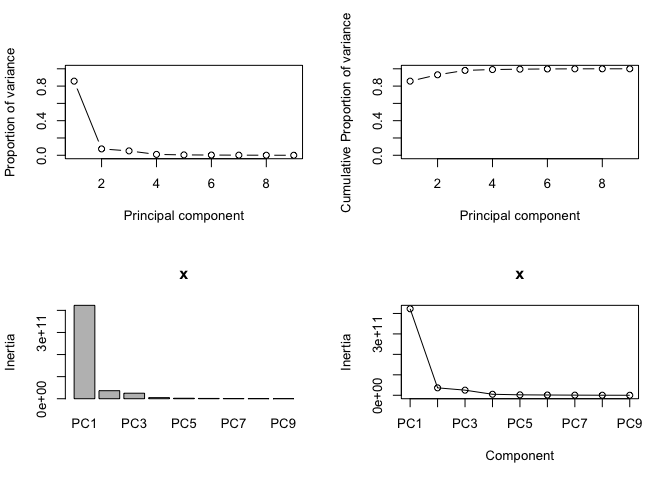 Proportion of variance
0.0 0.4 0.8
2 4 6 8
Principal component
Cumulative Proportion of variance
0.0 0.4 0.8
2 4 6 8
Principal component
x
Inertia
0e+00 3e+11
PC1 PC3 PC5 PC7 PC9
x
Inertia
0e+00 3e+11
PC1 PC3 PC5 PC7 PC9
Component